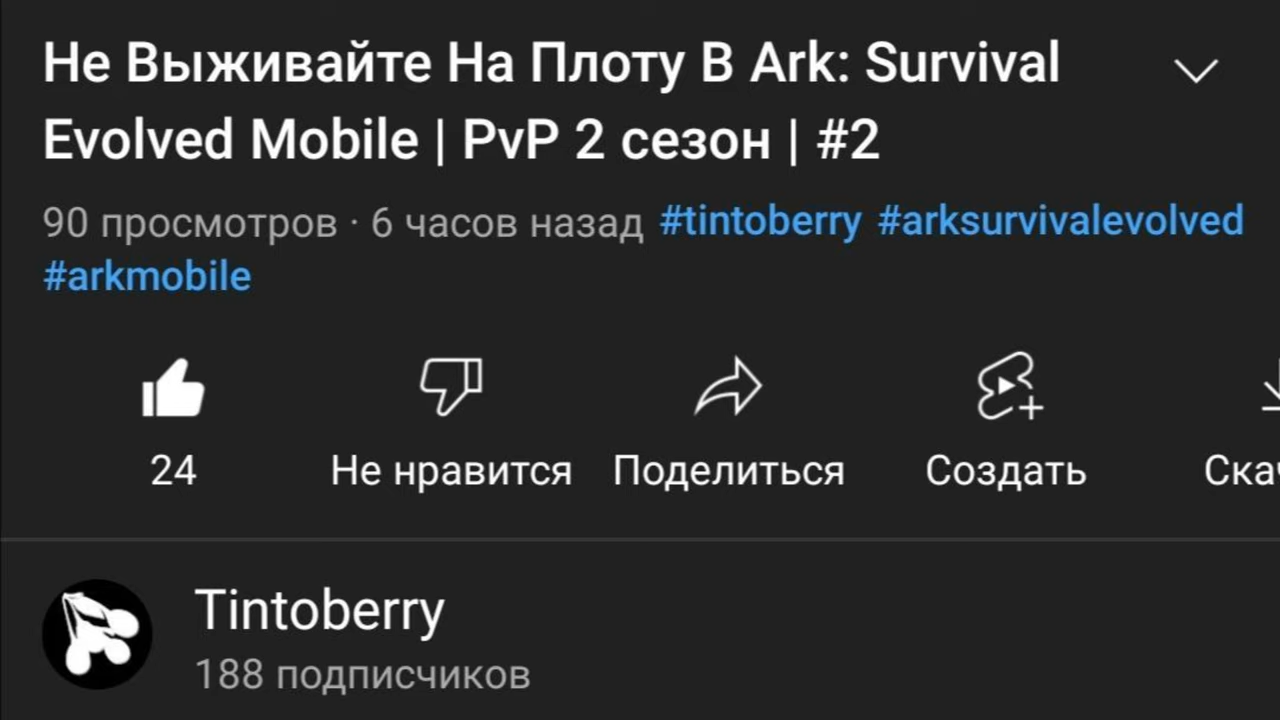 Не Выживайте На Плоту В Ark: Survival
Evolved Mobile | PvP 2 сезон | #2
90 просмотров · 6 часов назад #tintoberry #arksurvivalevolved
#arkmobile
24 Не нравится Поделиться Создать
Tintoberry
188 подписчиков